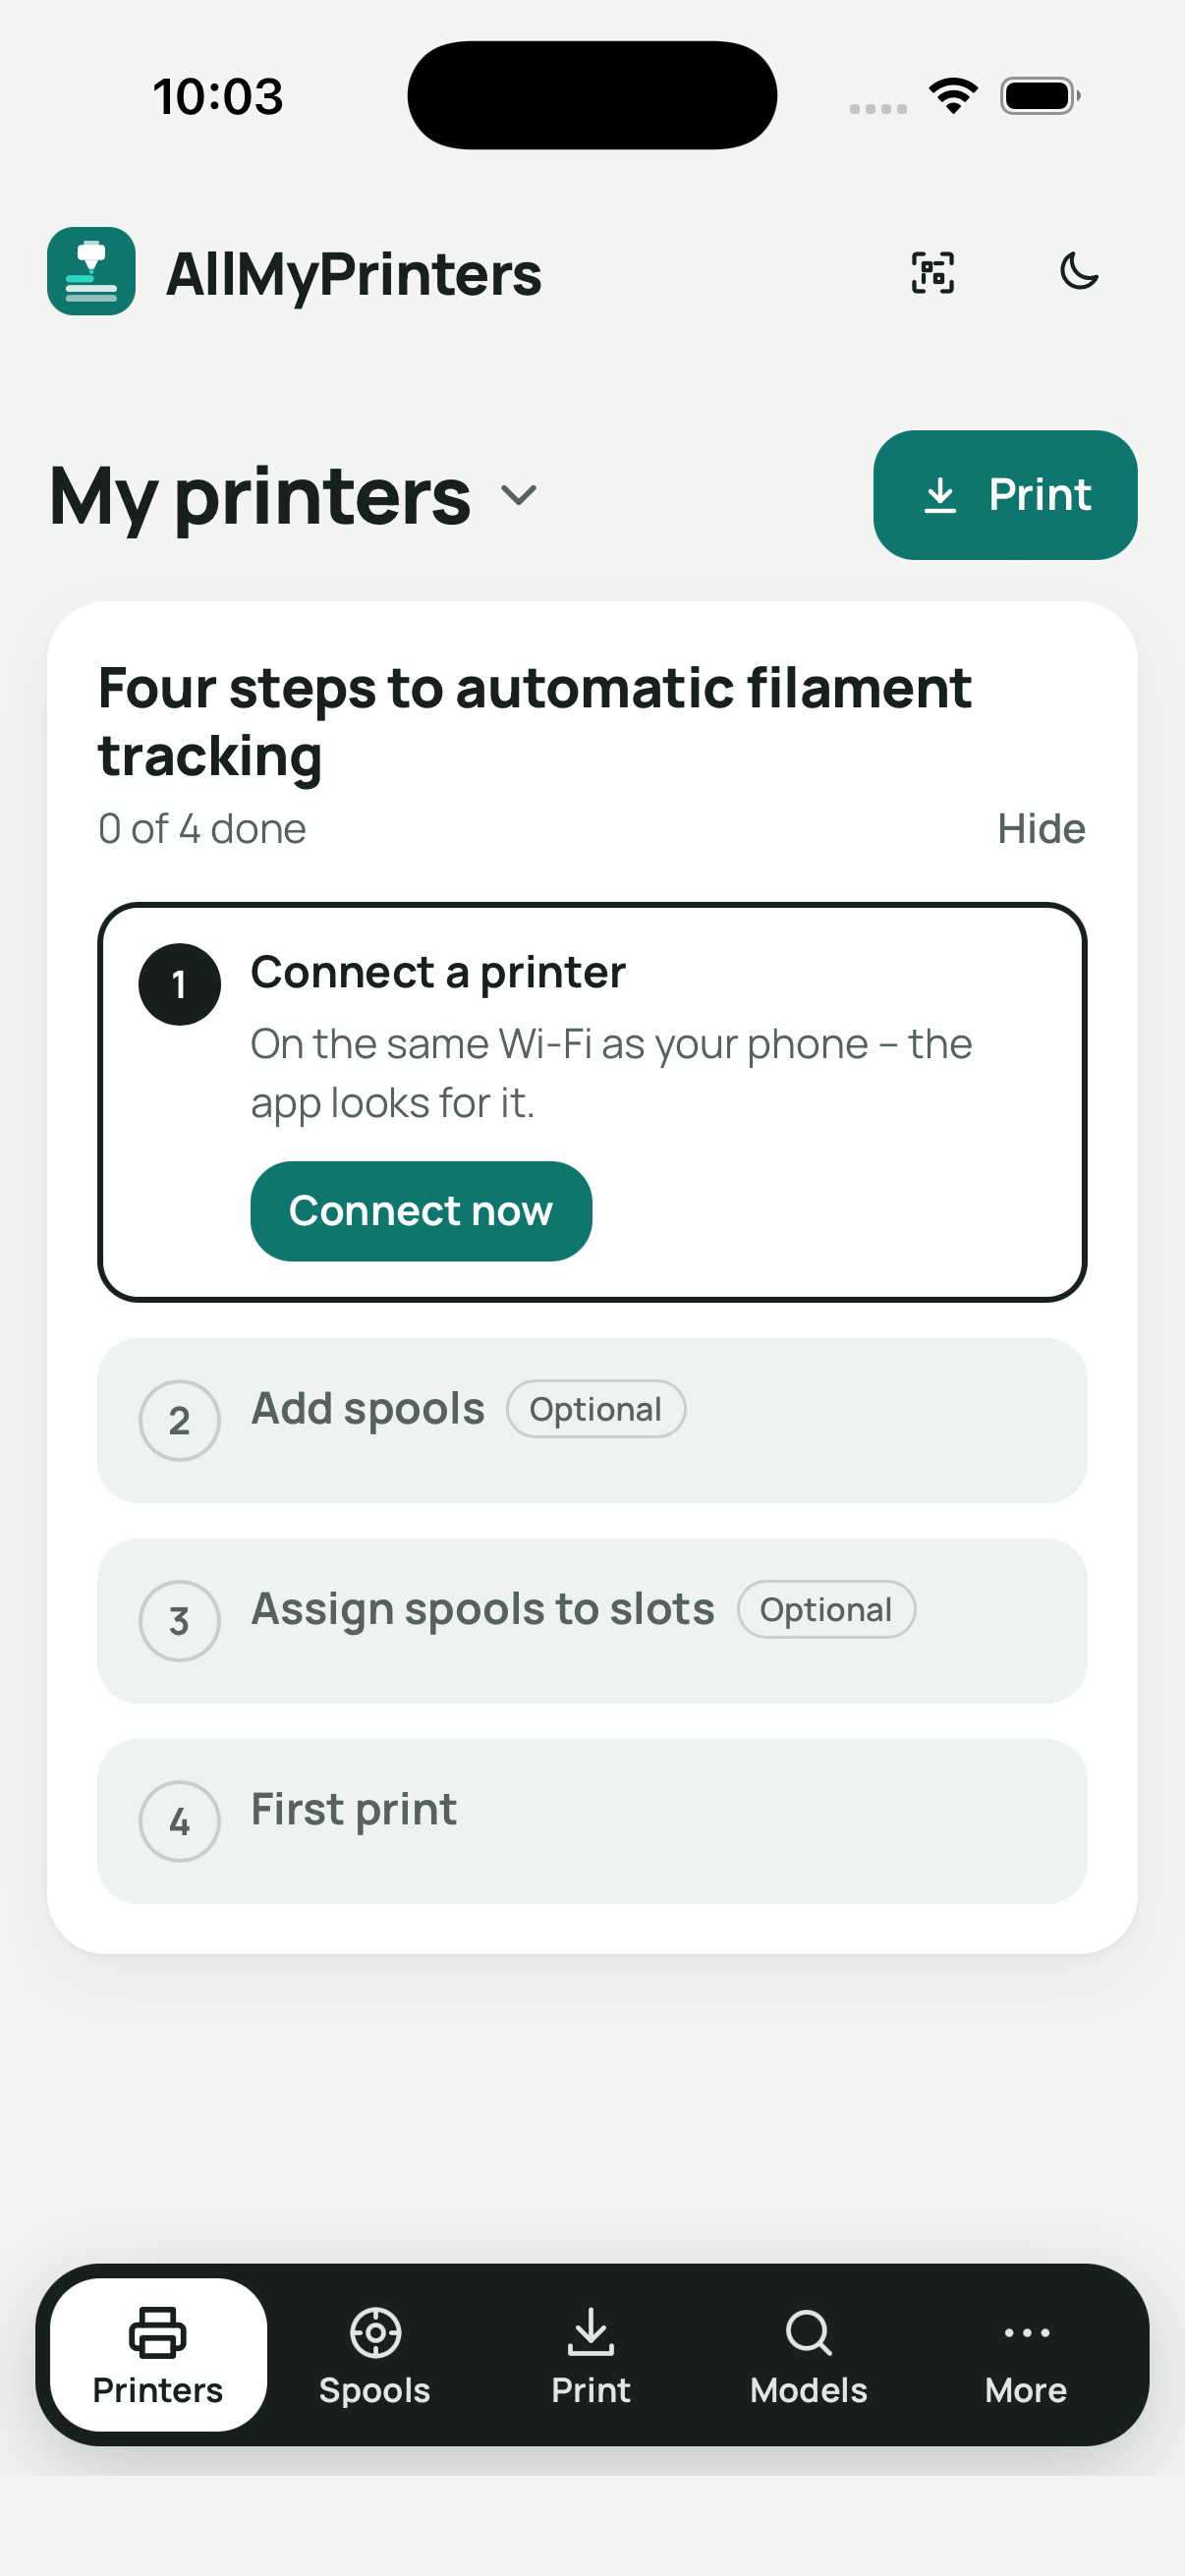 10:03
AllMyPrinters
My printers
Print
Four steps to automatic filament
tracking
0 of 4 done
Hide
1
Connect a printer
On the same Wi-Fi as your phone – the
app looks for it.
Connect now
2
Add spools
Optional
3
Assign spools to slots
Optional
4
First print
Printers
Spools
Print
Models
More